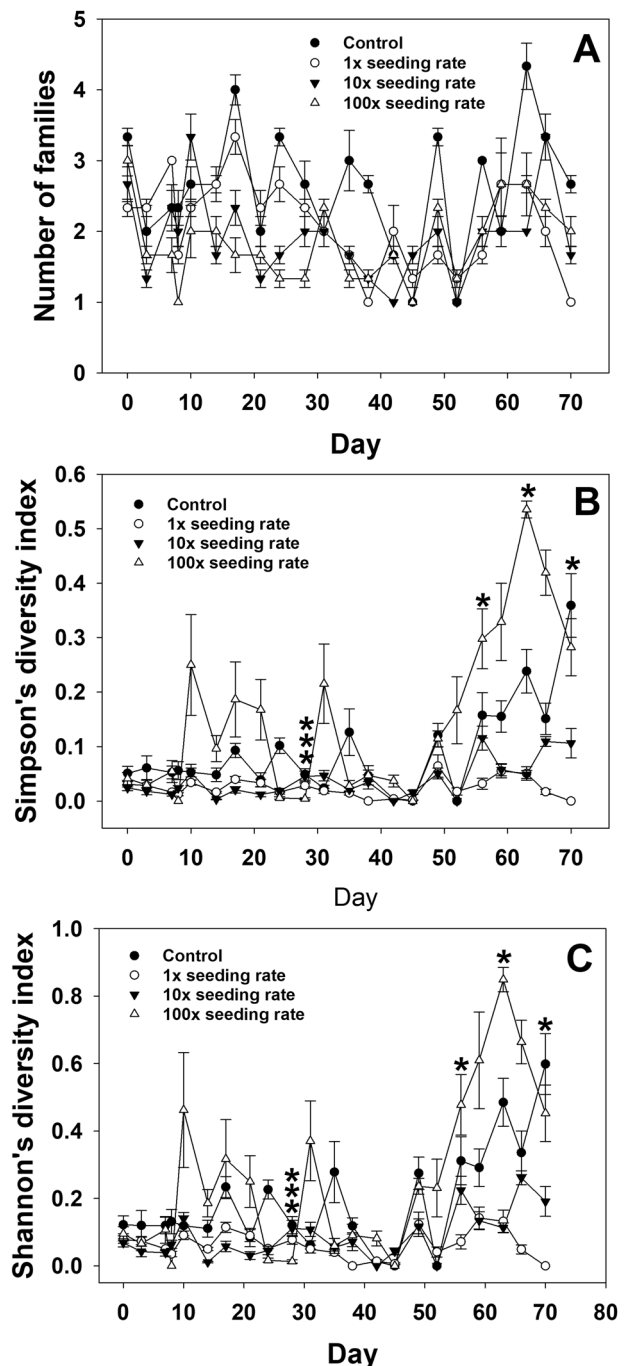 5
4
3
2
1
0
Number of families
A
Control
1x seeding rate
10x seeding rate
100x seeding rate
0 10 20 30 40 50 60 70
Day
0.6
0.5
0.4
0.3
0.2
0.1
0.0
Simpson's diversity index
B
Control
1x seeding rate
10x seeding rate
100x seeding rate
*
*
*
***
0 10 20 30 40 50 60 70
Day
1.0
0.8
0.6
0.4
0.2
0.0
Shannon's diversity index
C
Control
1x seeding rate
10x seeding rate
100x seeding rate
*
*
*
***
0 10 20 30 40 50 60 70 80
Day